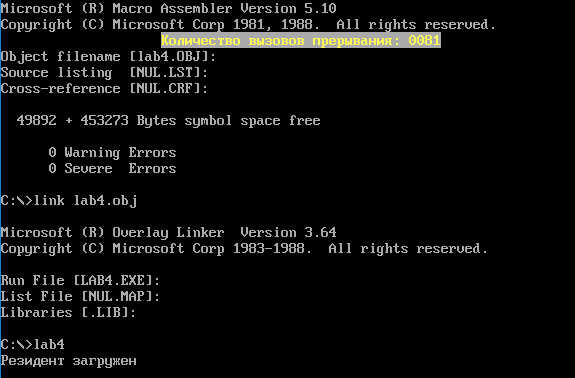 Microsoft (R) Macro Assembler Version 5.10
Copyright (C) Microsoft Corp 1981, 1988.  All rights reserved.
Количество вызовов прерывания: 0081
Object filename [lab4.OBJ]:
Source listing  [NUL.LST]:
Cross-reference [NUL.CRF]:
49892 + 453273 Bytes symbol space free
0 Warning Errors
0 Severe  Errors
C:\>link lab4.obj
Microsoft (R) Overlay Linker  Version 3.64
Copyright (C) Microsoft Corp 1983-1988.  All rights reserved.
Run File [LAB4.EXE]:
List File [NUL.MAP]:
Libraries [.LIB]:
C:\>lab4
Резидент загружен